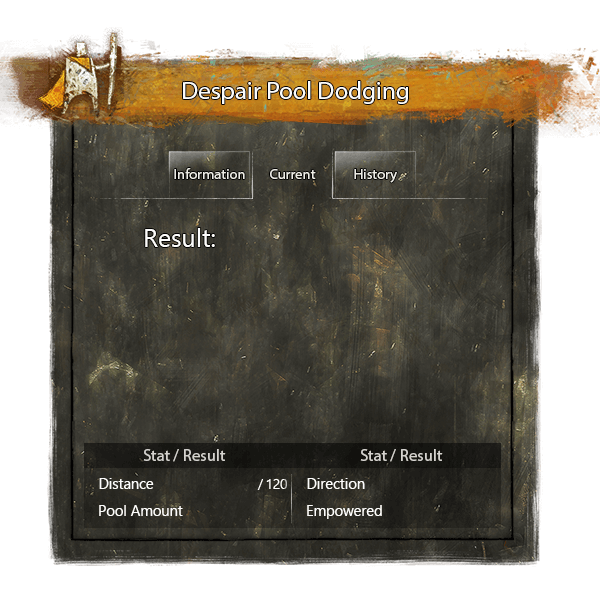 Despair Pool Dodging
Information Current History
Result:
Stat / Result Stat / Result
Distance / 120 Direction
Pool Amount Empowered